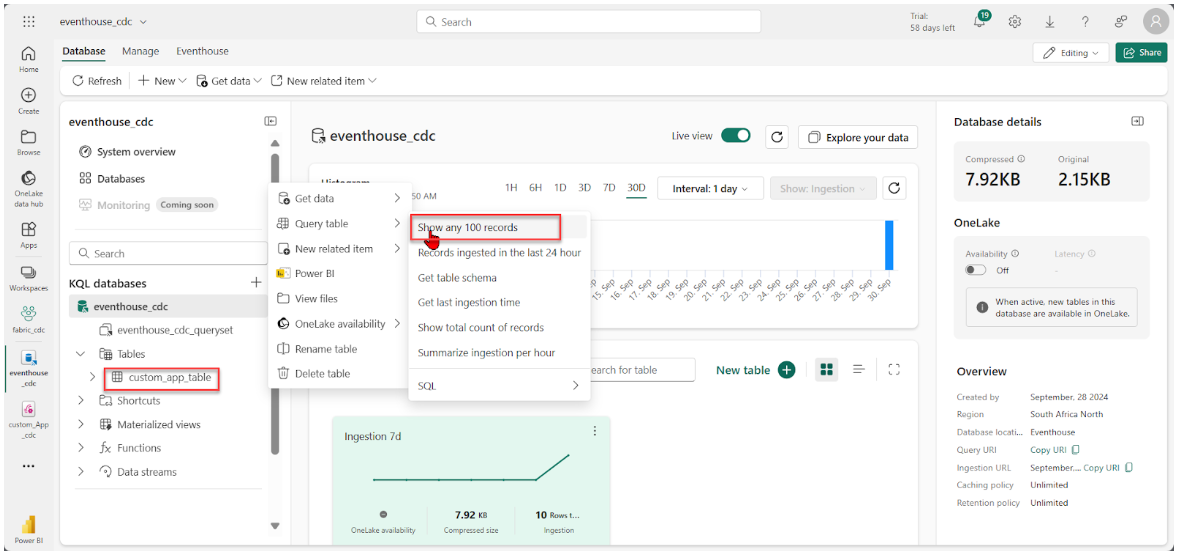 eventhouse_cdc
Search
Trial:
58 days left
19
Home
Create
Browse
OneLake
data hub
Apps
Workspaces
fabric_cdc
eventhouse
_cdc
custom_App
_cdc
Power BI
Database
Manage
Eventhouse
Editing
Share
Refresh
New
Get data
New related item
eventhouse_cdc
System overview
Databases
Monitoring
Coming soon
Search
KQL databases
eventhouse_cdc
eventhouse_cdc_queryset
Tables
custom_app_table
Shortcuts
Materialized views
Functions
Data streams
Get data
Query table
New related item
Power BI
View files
OneLake availability
Rename table
Delete table
Show any 100 records
Records ingested in the last 24 hour
Get table schema
Get last ingestion time
Show total count of records
Summarize ingestion per hour
SQL
eventhouse_cdc
Live view
Explore your data
Histogram
50 AM
1H
6H
1D
3D
7D
30D
Interval: 1 day
Show: Ingestion
15. Sep
16. Sep
17. Sep
18. Sep
19. Sep
20. Sep
21. Sep
22. Sep
23. Sep
24. Sep
25. Sep
26. Sep
27. Sep
28. Sep
29. Sep
30. Sep
earch for table
New table
Ingestion 7d
OneLake availability
7.92 KB
Compressed size
10 Rows t...
Ingestion
Database details
Compressed
7.92KB
Original
2.15KB
OneLake
Availability
Off
Latency
-
When active, new tables in this
database are available in OneLake.
Overview
Created by
September, 28 2024
Region
South Africa North
Database locati...
Eventhouse
Query URI
Copy URI
Ingestion URL
September.... Copy URI
Caching policy
Unlimited
Retention policy
Unlimited